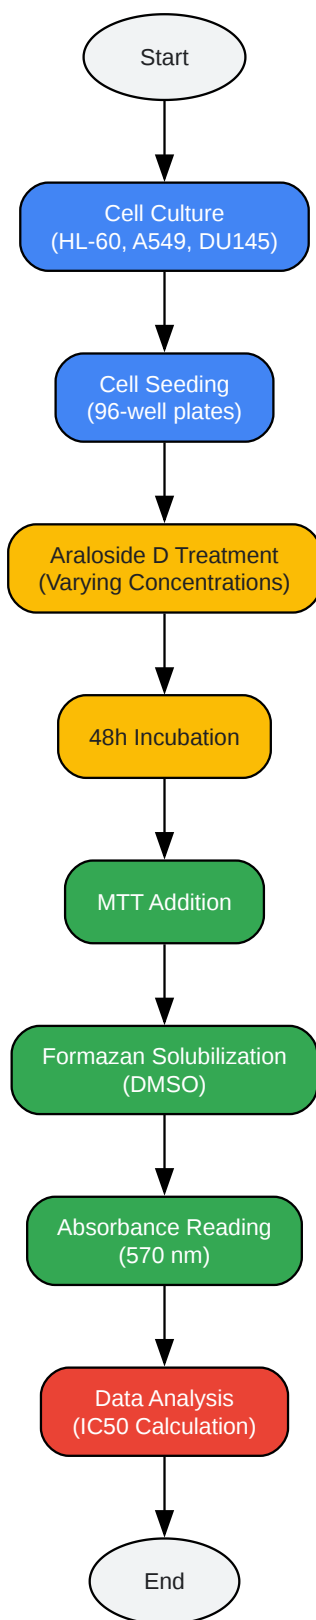 Start
Cell Culture
(HL-60, A549, DU145)
Cell Seeding
(96-well plates)
Araloside D Treatment
(Varying Concentrations)
48h Incubation
MTT Addition
Formazan Solubilization
(DMSO)
Absorbance Reading
(570 nm)
Data Analysis
(IC50 Calculation)
End